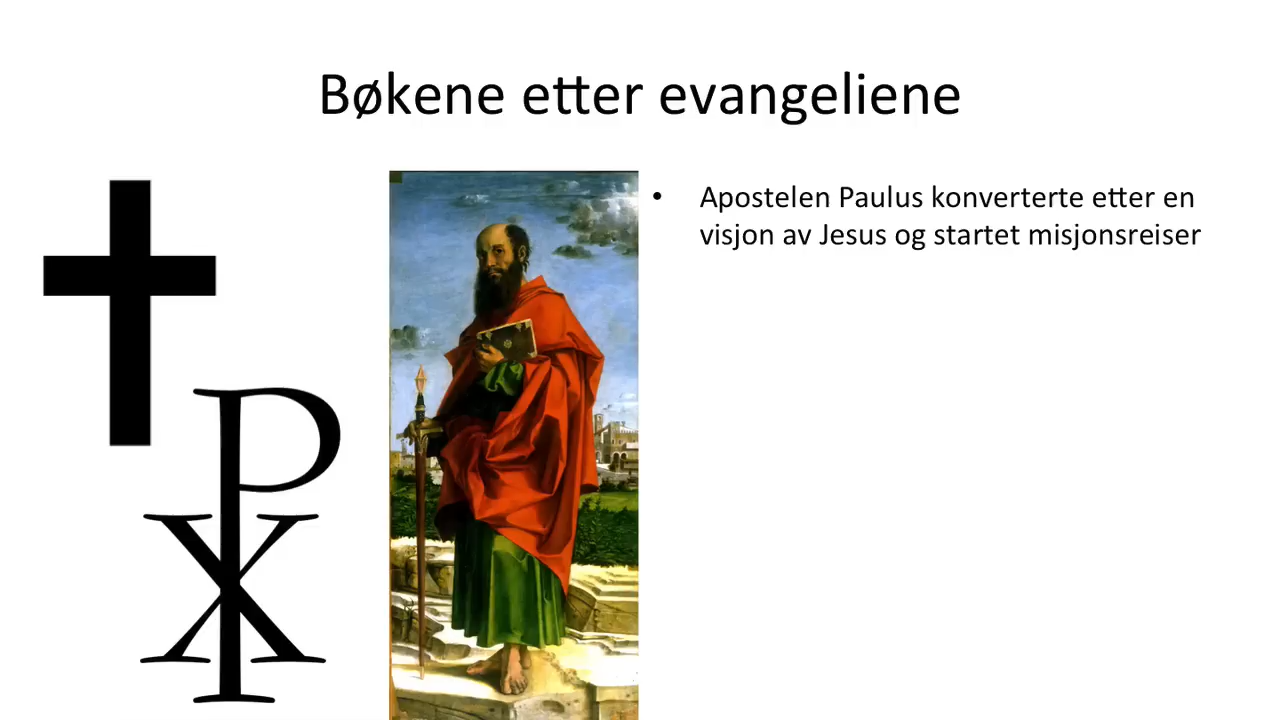 Bøkene etter evangeliene
• Apostelen Paulus konverterte etter en
visjon av Jesus og startet misjonsreiser